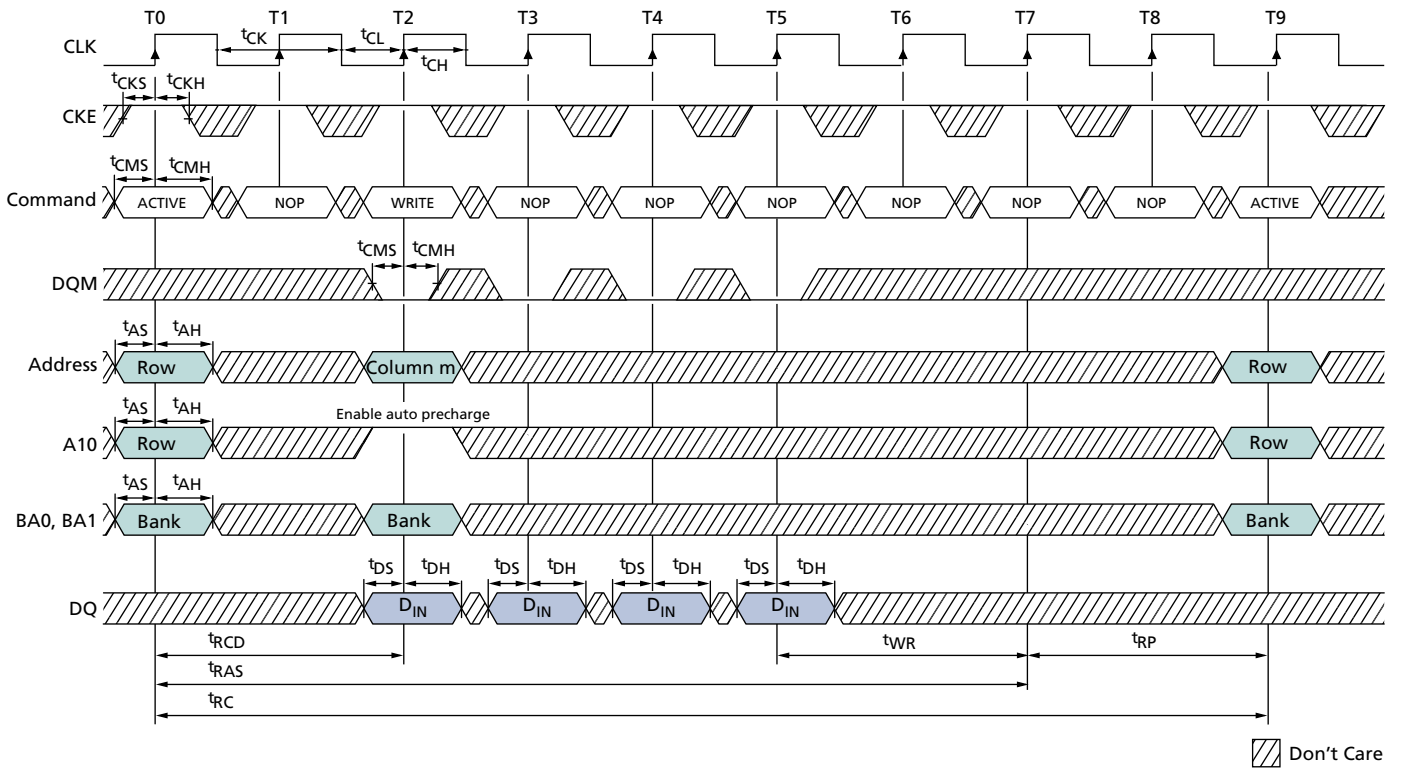 T0 T1 T2 T3 T4 T5 T6 T7 T8 T9
CLK tCK tCL tCH
tCKS tCKH
CKE
tCMS tCMH
Command ACTIVE NOP WRITE NOP NOP NOP NOP NOP NOP ACTIVE
tCMS tCMH
DQM
tAS tAH
Address Row Column m Row
tAS tAH Enable auto precharge
A10 Row Row
tAS tAH
BA0, BA1 Bank Bank Bank
tDS tDH tDS tDH tDS tDH tDS tDH
DQ DIN DIN DIN DIN
tRCD tWR tRP
tRAS
tRC
Don't Care